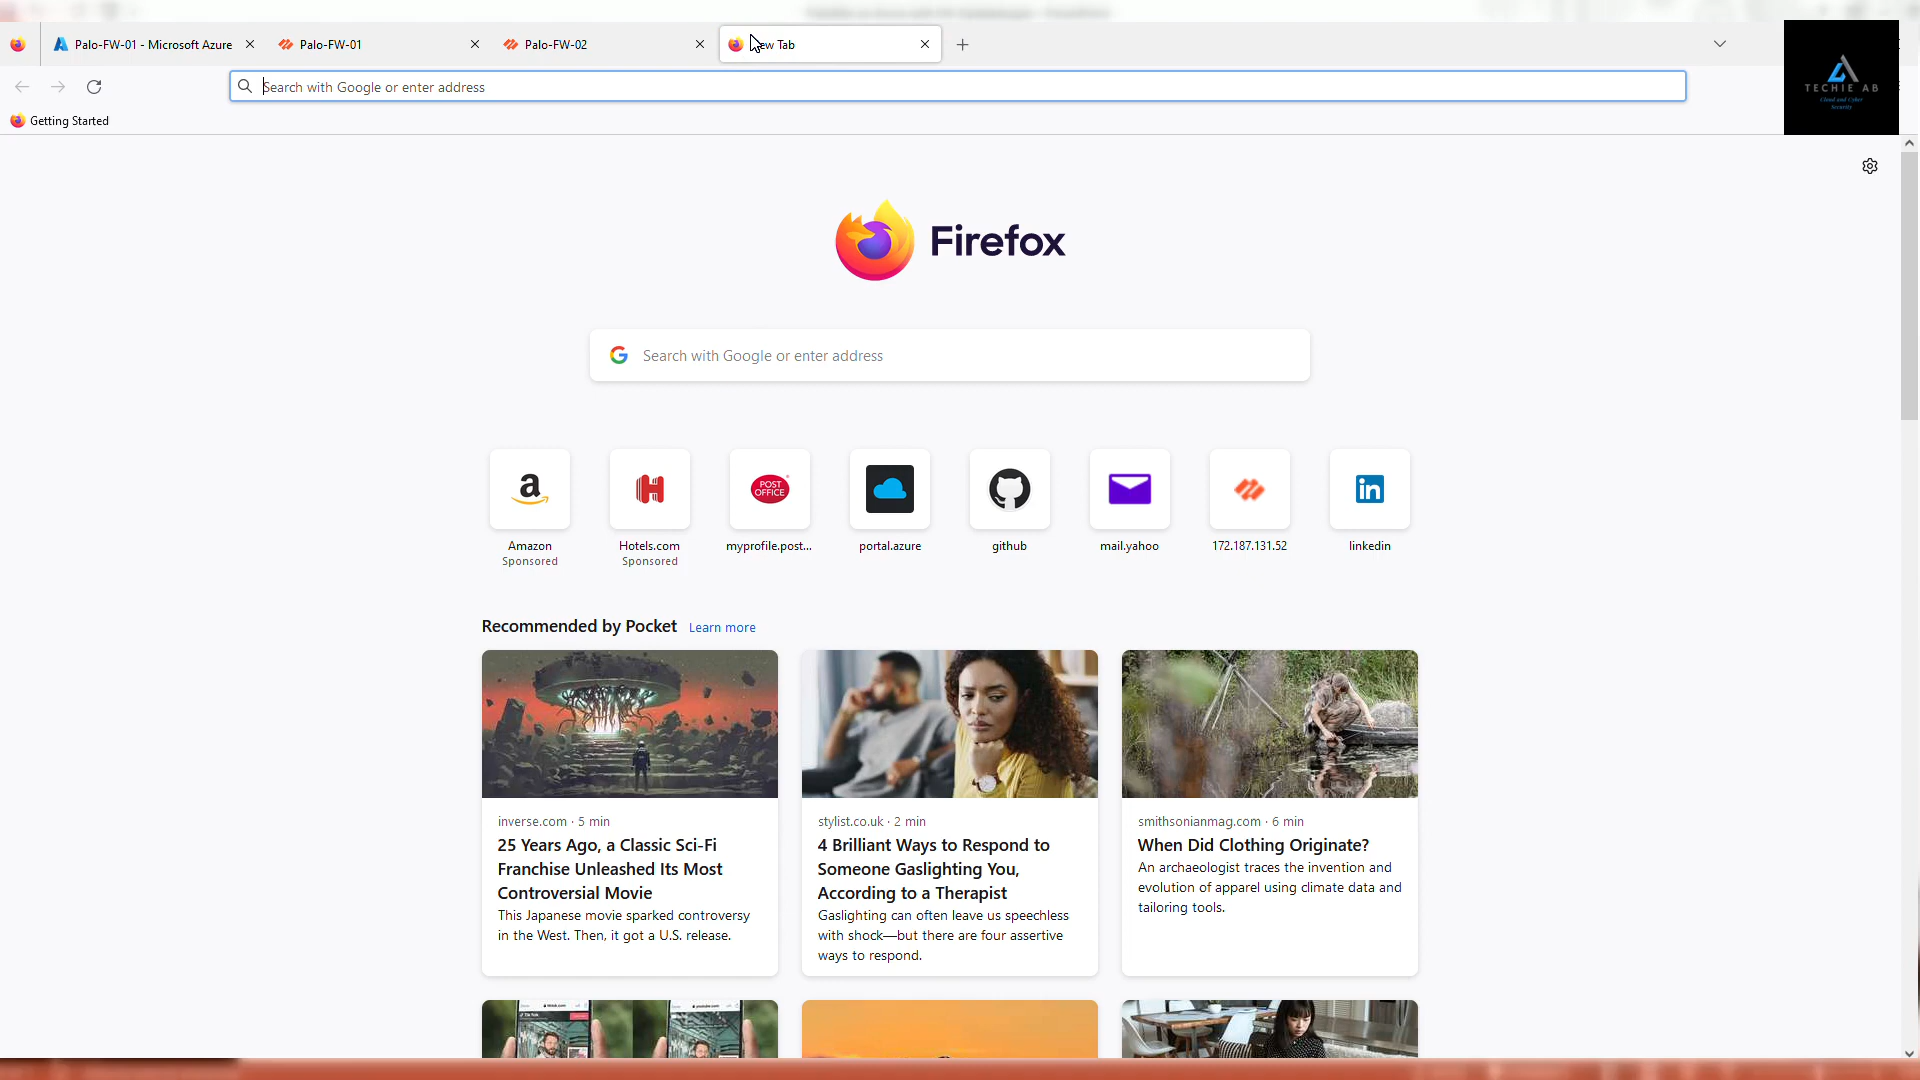 Palo-FW-01 - Microsoft Azure
Palo-FW-01
Palo-FW-02
Tab
Search with Google or enter address
Getting Started
TECHIE AB
Cloud and Cyber
Security
Firefox
Search with Google or enter address
a
H
POST
OFFICE
in
Amazon
Sponsored
Hotels.com
Sponsored
myprofile.post...
portal.azure
github
mail.yahoo
172.187.131.52
linkedin
Recommended by Pocket Learn more
inverse.com · 5 min
25 Years Ago, a Classic Sci-Fi
Franchise Unleashed Its Most
Controversial Movie
This Japanese movie sparked controversy
in the West. Then, it got a U.S. release.
stylist.co.uk · 2 min
4 Brilliant Ways to Respond to
Someone Gaslighting You,
According to a Therapist
Gaslighting can often leave us speechless
with shock—but there are four assertive
ways to respond.
smithsonianmag.com · 6 min
When Did Clothing Originate?
An archaeologist traces the invention and
evolution of apparel using climate data and
tailoring tools.